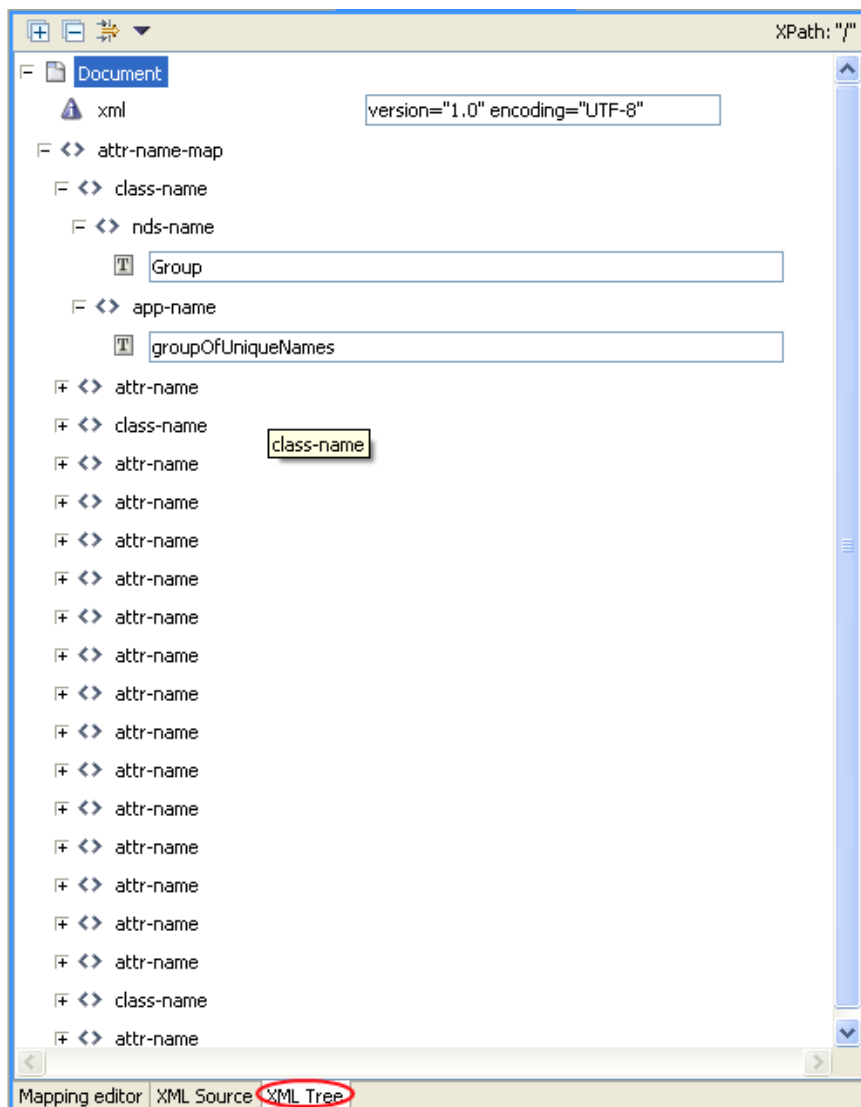 XPath: "/"
Document
xml version="1.0" encoding="UTF-8"
attr-name-map
class-name
nds-name
T Group
app-name
T groupOfUniqueNames
attr-name
class-name
class-name
attr-name
attr-name
attr-name
attr-name
attr-name
attr-name
attr-name
attr-name
attr-name
attr-name
attr-name
attr-name
attr-name
attr-name
class-name
attr-name
Mapping editor XML Source XML Tree